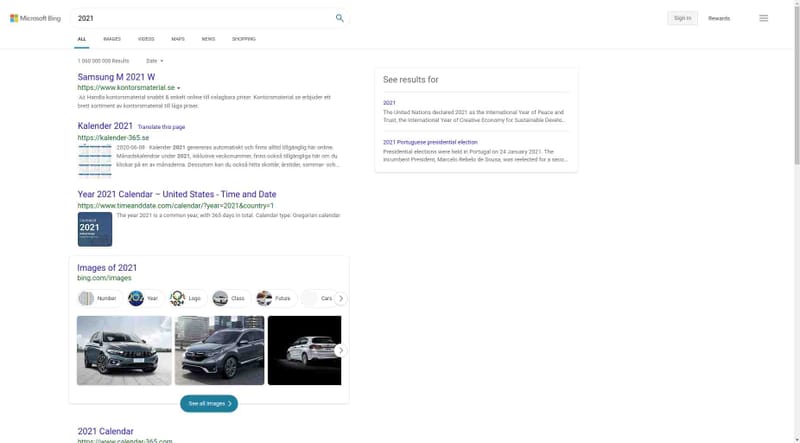 Microsoft Bing
2021
Sign in
Rewards
ALL
IMAGES
VIDEOS
MAPS
NEWS
SHOPPING
1 060 000 000 Results
Date
Samsung M 2021 W
https://www.kontorsmaterial.se
Ad Handla kontorsmaterial snabbt & enkelt online till oslagbara priser. Kontorsmaterial.se erbjuder ett
brett sortiment av kontorsmaterial till låga priser.
Kalender 2021 Translate this page
https://kalender-365.se
2020-06-08 · Kalender 2021 genereras automatiskt och finns alltid tillgänglig här online.
Månadskalender under 2021, inklusive veckonummer, finns också tillgängliga här om du
klickar på en av månaderna. Dessutom kan du också hitta skottår, årstider, sommar- och…
Year 2021 Calendar – United States - Time and Date
https://www.timeanddate.com/calendar/?year=2021&country=1
2021
The year 2021 is a common year, with 365 days in total. Calendar type: Gregorian calendar
Images of 2021
bing.com/images
Number
Year
Logo
Class
Future
Cars
See all images
2021 Calendar
https://www.calendar-365.com
See results for
2021
The United Nations declared 2021 as the International Year of Peace and
Trust, the International Year of Creative Economy for Sustainable Develo…
2021 Portuguese presidential election
Presidential elections were held in Portugal on 24 January 2021. The
incumbent President, Marcelo Rebelo de Sousa, was reelected for a seco…